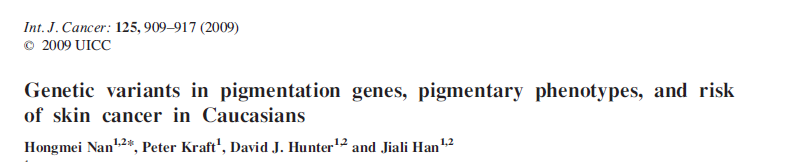 Int. J. Cancer: 125, 909–917 (2009)
© 2009 UICC
Genetic variants in pigmentation genes, pigmentary phenotypes, and risk
of skin cancer in Caucasians
Hongmei Nan1,2*, Peter Kraft1, David J. Hunter1,2 and Jiali Han1,2